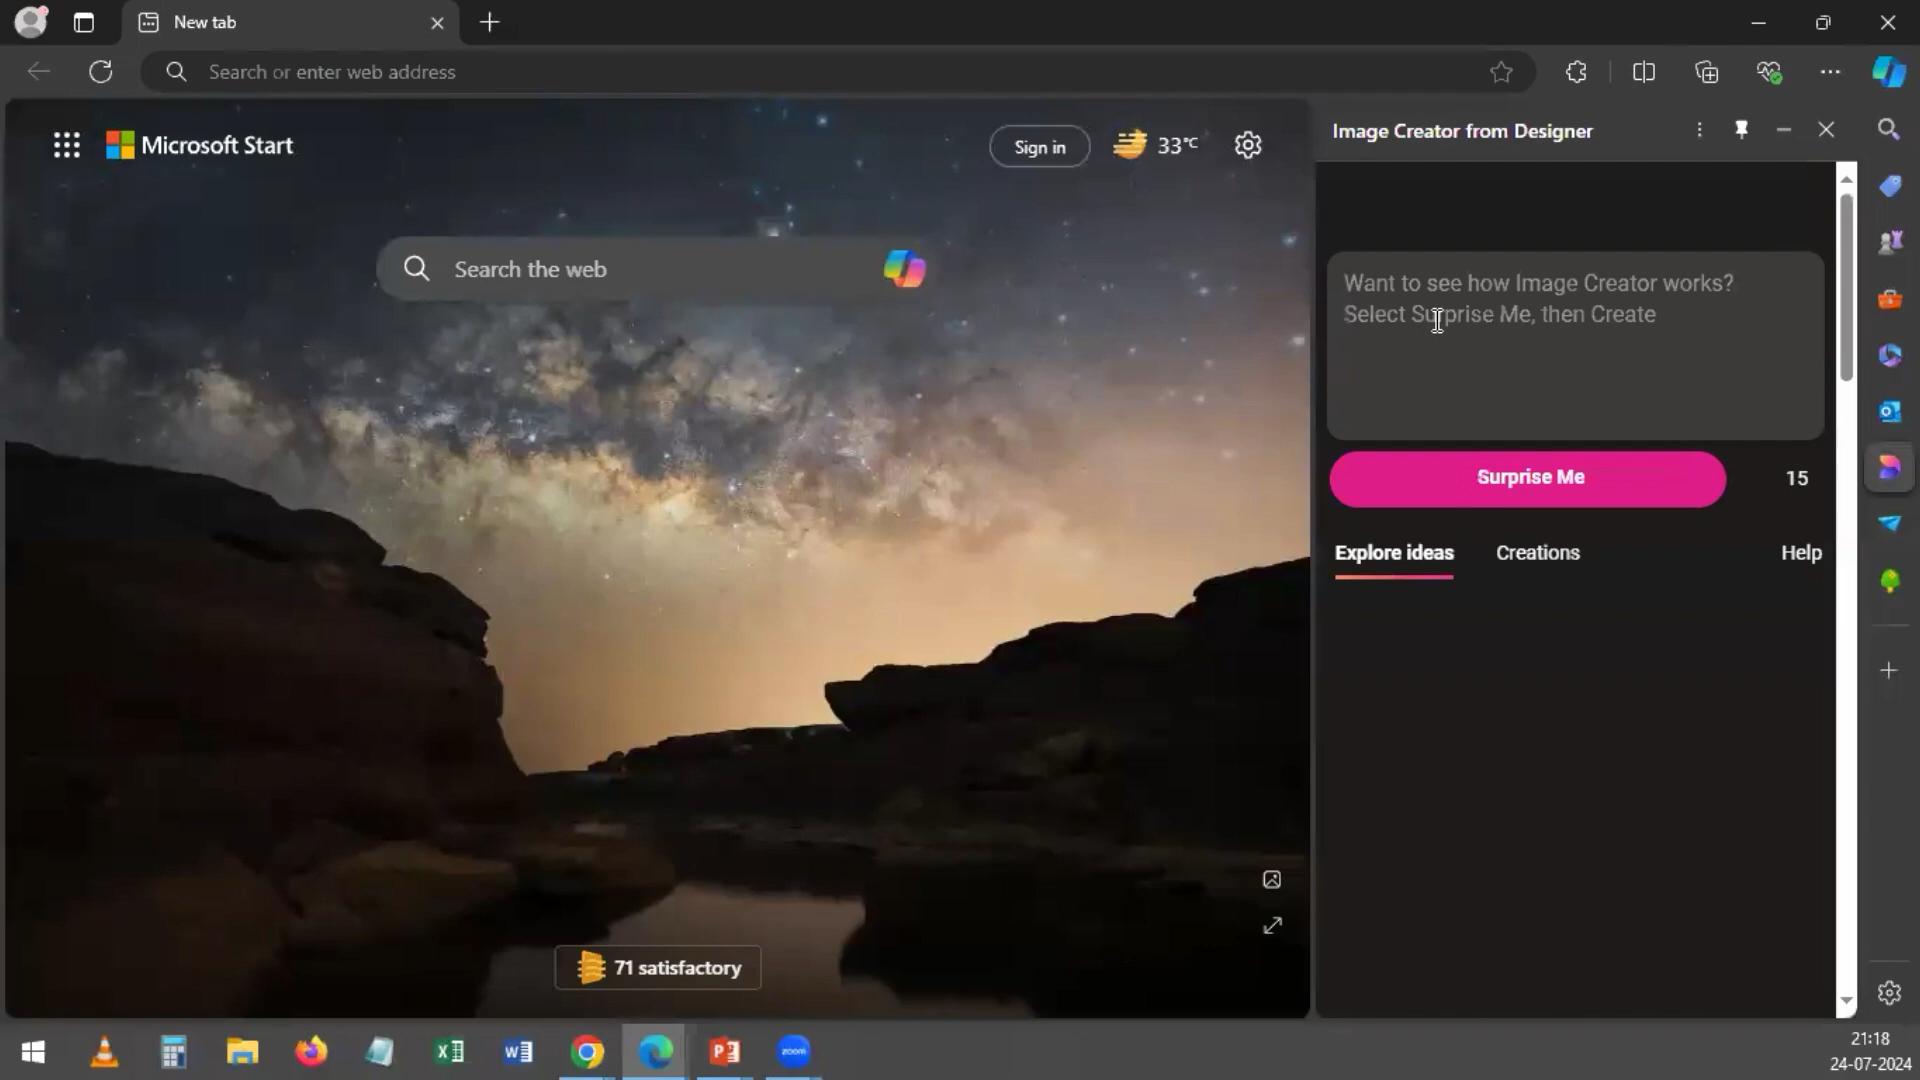 New tab
Search or enter web address
Microsoft Start
Sign in
33°C
Search the web
71 satisfactory
Image Creator from Designer
Want to see how Image Creator works?
Select Surprise Me, then Create
Surprise Me
15
Explore ideas
Creations
Help
zoom
21:18
24-07-2024